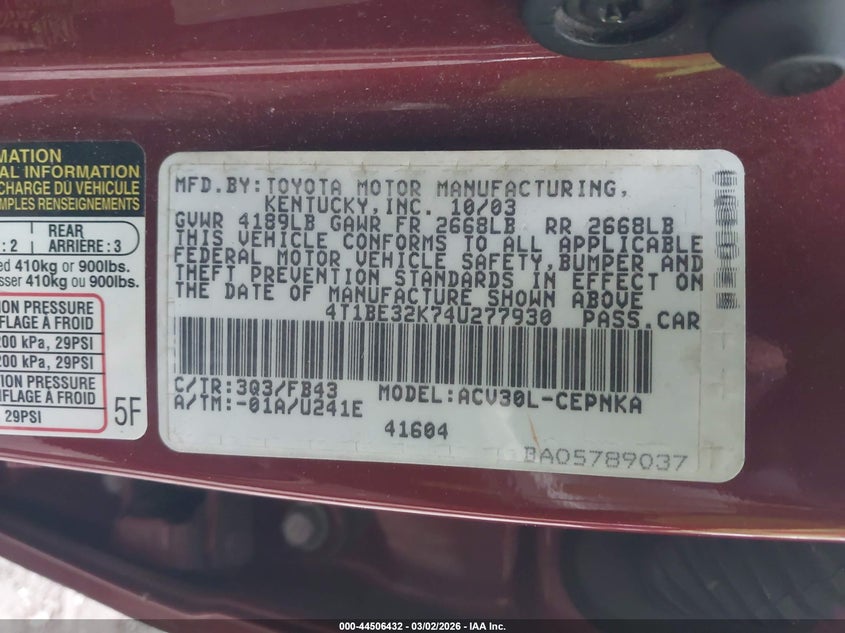 MATION
AL INFORMATION
CHARGE DU VÉHICULE
MPLES RENSEIGNEMENTS
: 2
REAR
ARRIÈRE : 3
ed 410kg or 900lbs.
sser 410kg ou 900lbs.
ION PRESSURE
FLAGE À FROID
200 kPa, 29PSI
200 kPa, 29PSI
ION PRESSURE
FLAGE À FROID
29PSI
5F
MFD.BY:TOYOTA MOTOR MANUFACTURING,
KENTUCKY,INC. 10/03
GVWR 4189LB GAWR FR 2668LB RR 2668LB
THIS VEHICLE CONFORMS TO ALL APPLICABLE
FEDERAL MOTOR VEHICLE SAFETY,BUMPER AND
THEFT PREVENTION STANDARDS IN EFFECT ON
THE DATE OF MANUFACTURE SHOWN ABOVE
4T1BE32K74U277930 PASS.CAR
C/TR:3Q3/FB43 MODEL:ACV30L-CEPNKA
A/TM:-01A/U241E
41604
BA05789037
000-44506432 - 03/02/2026 - IAA Inc.